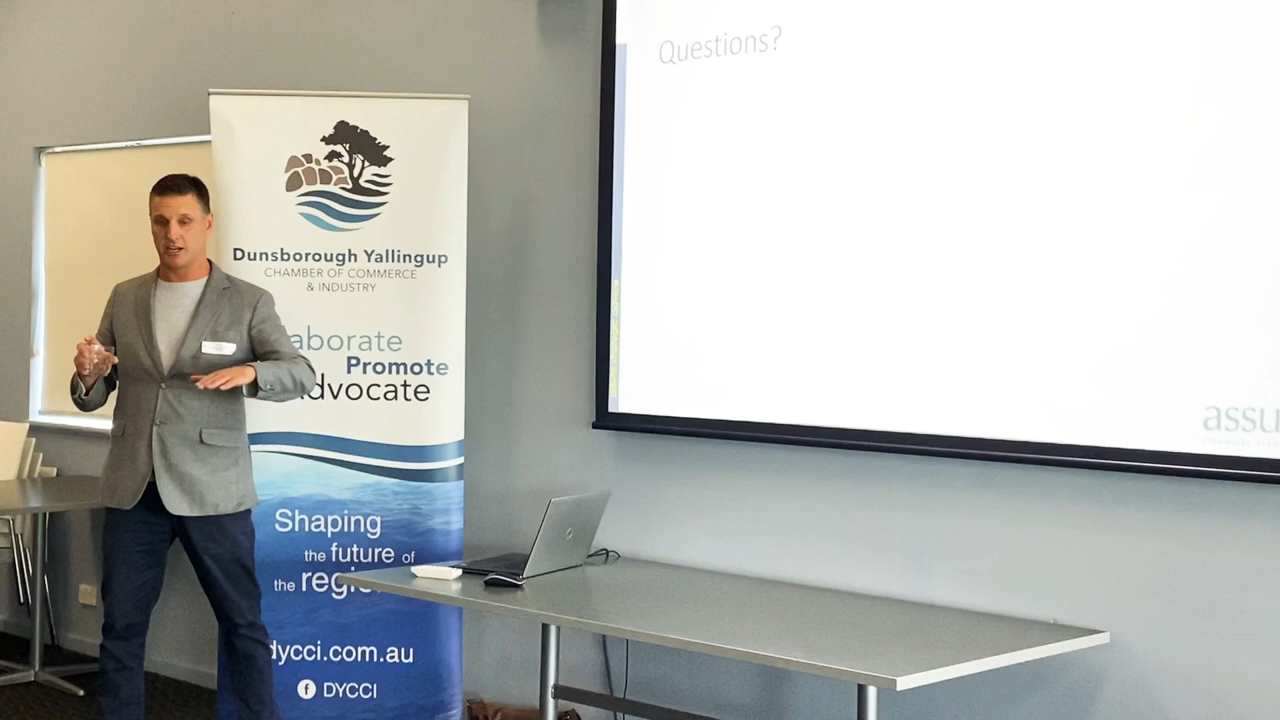 Dunsborough Yallingup
CHAMBER OF COMMERCE
& INDUSTRY
aborate
Promote
dvocate
Shaping
the future of
the regio
dycci.com.au
f DYCCI
Questions?
assu